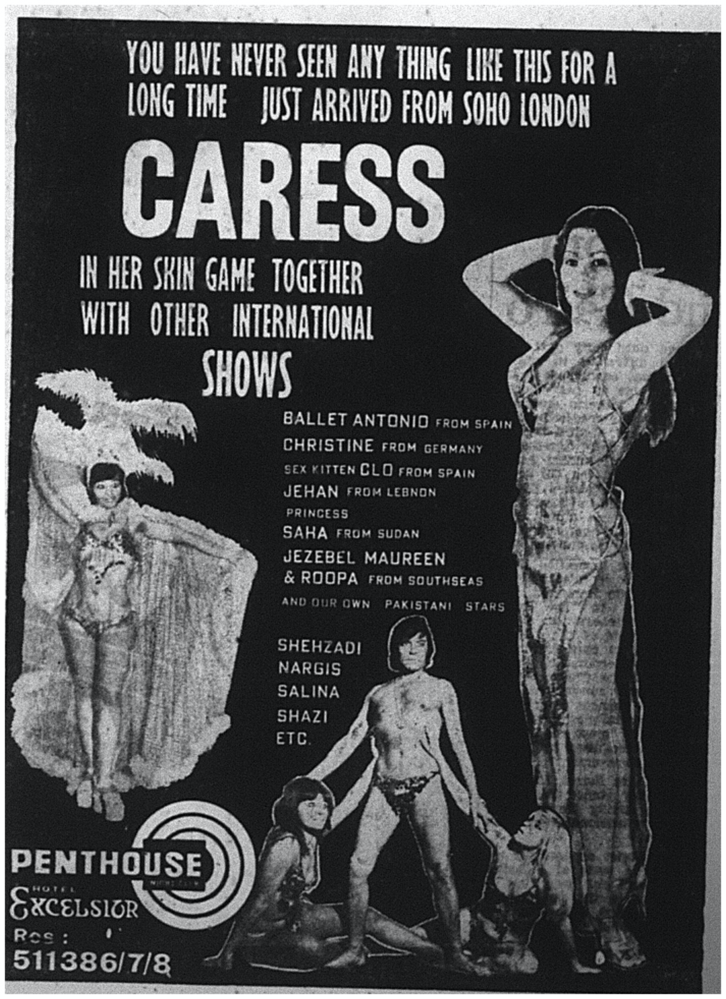 YOU HAVE NEVER SEEN ANY THING LIKE THIS FOR A
LONG TIME JUST ARRIVED FROM SOHO LONDON
CARESS
IN HER SKIN GAME TOGETHER
WITH OTHER INTERNATIONAL
SHOWS
BALLET ANTONIO FROM SPAIN
CHRISTINE FROM GERMANY
SEX KITTEN CLO FROM SPAIN
JEHAN FROM LEBNON
PRINCESS
SAHA FROM SUDAN
JEZEBEL MAUREEN
& ROOPA FROM SOUTHSEAS
AND OUR OWN PAKISTANI STARS
SHEHZADI
NARGIS
SALINA
SHAZI
ETC.
PENTHOUSE
NIGHT CLUB
HOTEL
EXCELSIOR
Res :
511386/7/8